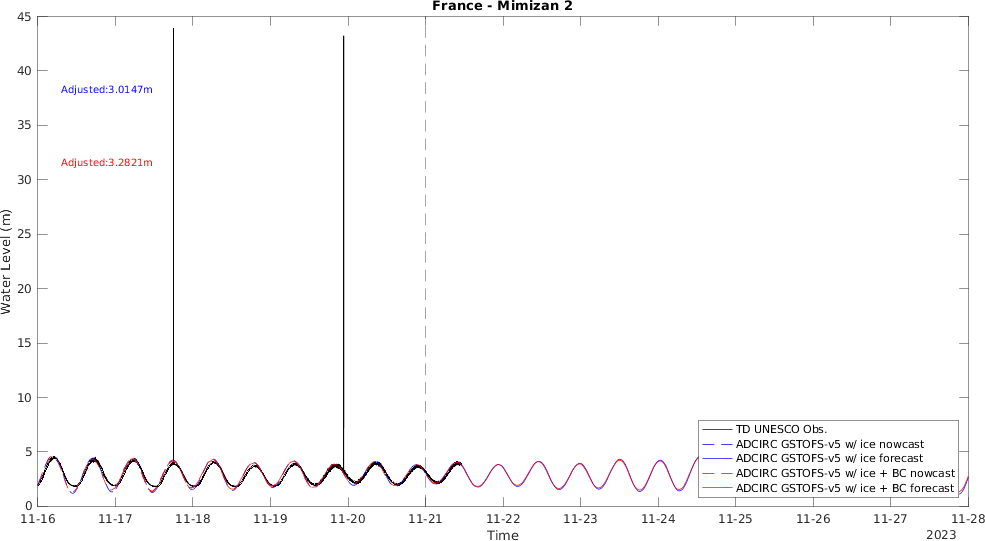 France - Mimizan 2
45
40
35
30
25
20
15
10
5
0
Water Level (m)
Adjusted:3.0147m
Adjusted:3.2821m
TD UNESCO Obs.
ADCIRC GSTOFS-v5 w/ ice nowcast
ADCIRC GSTOFS-v5 w/ ice forecast
ADCIRC GSTOFS-v5 w/ ice + BC nowcast
ADCIRC GSTOFS-v5 w/ ice + BC forecast
11-16 11-17 11-18 11-19 11-20 11-21 11-22 11-23 11-24 11-25 11-26 11-27 11-28
Time
2023